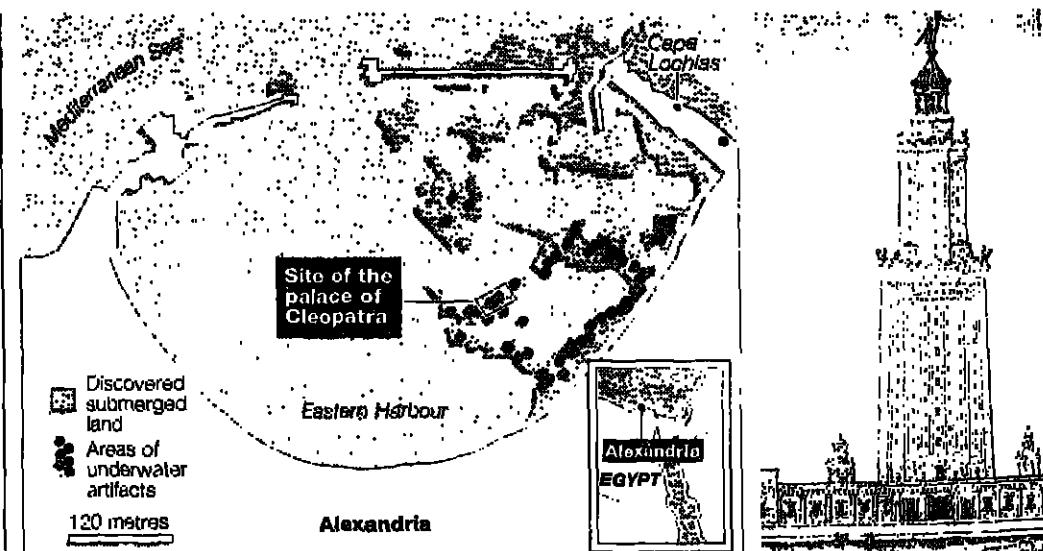 Mediterranean Sea
Cape
Lochias
Site of the
palace of
Cleopatra
Discovered
submerged
land
Areas of
underwater
artifacts
120 metres
Eastern Harbour
Alexandria
Alexandria
EGYPT